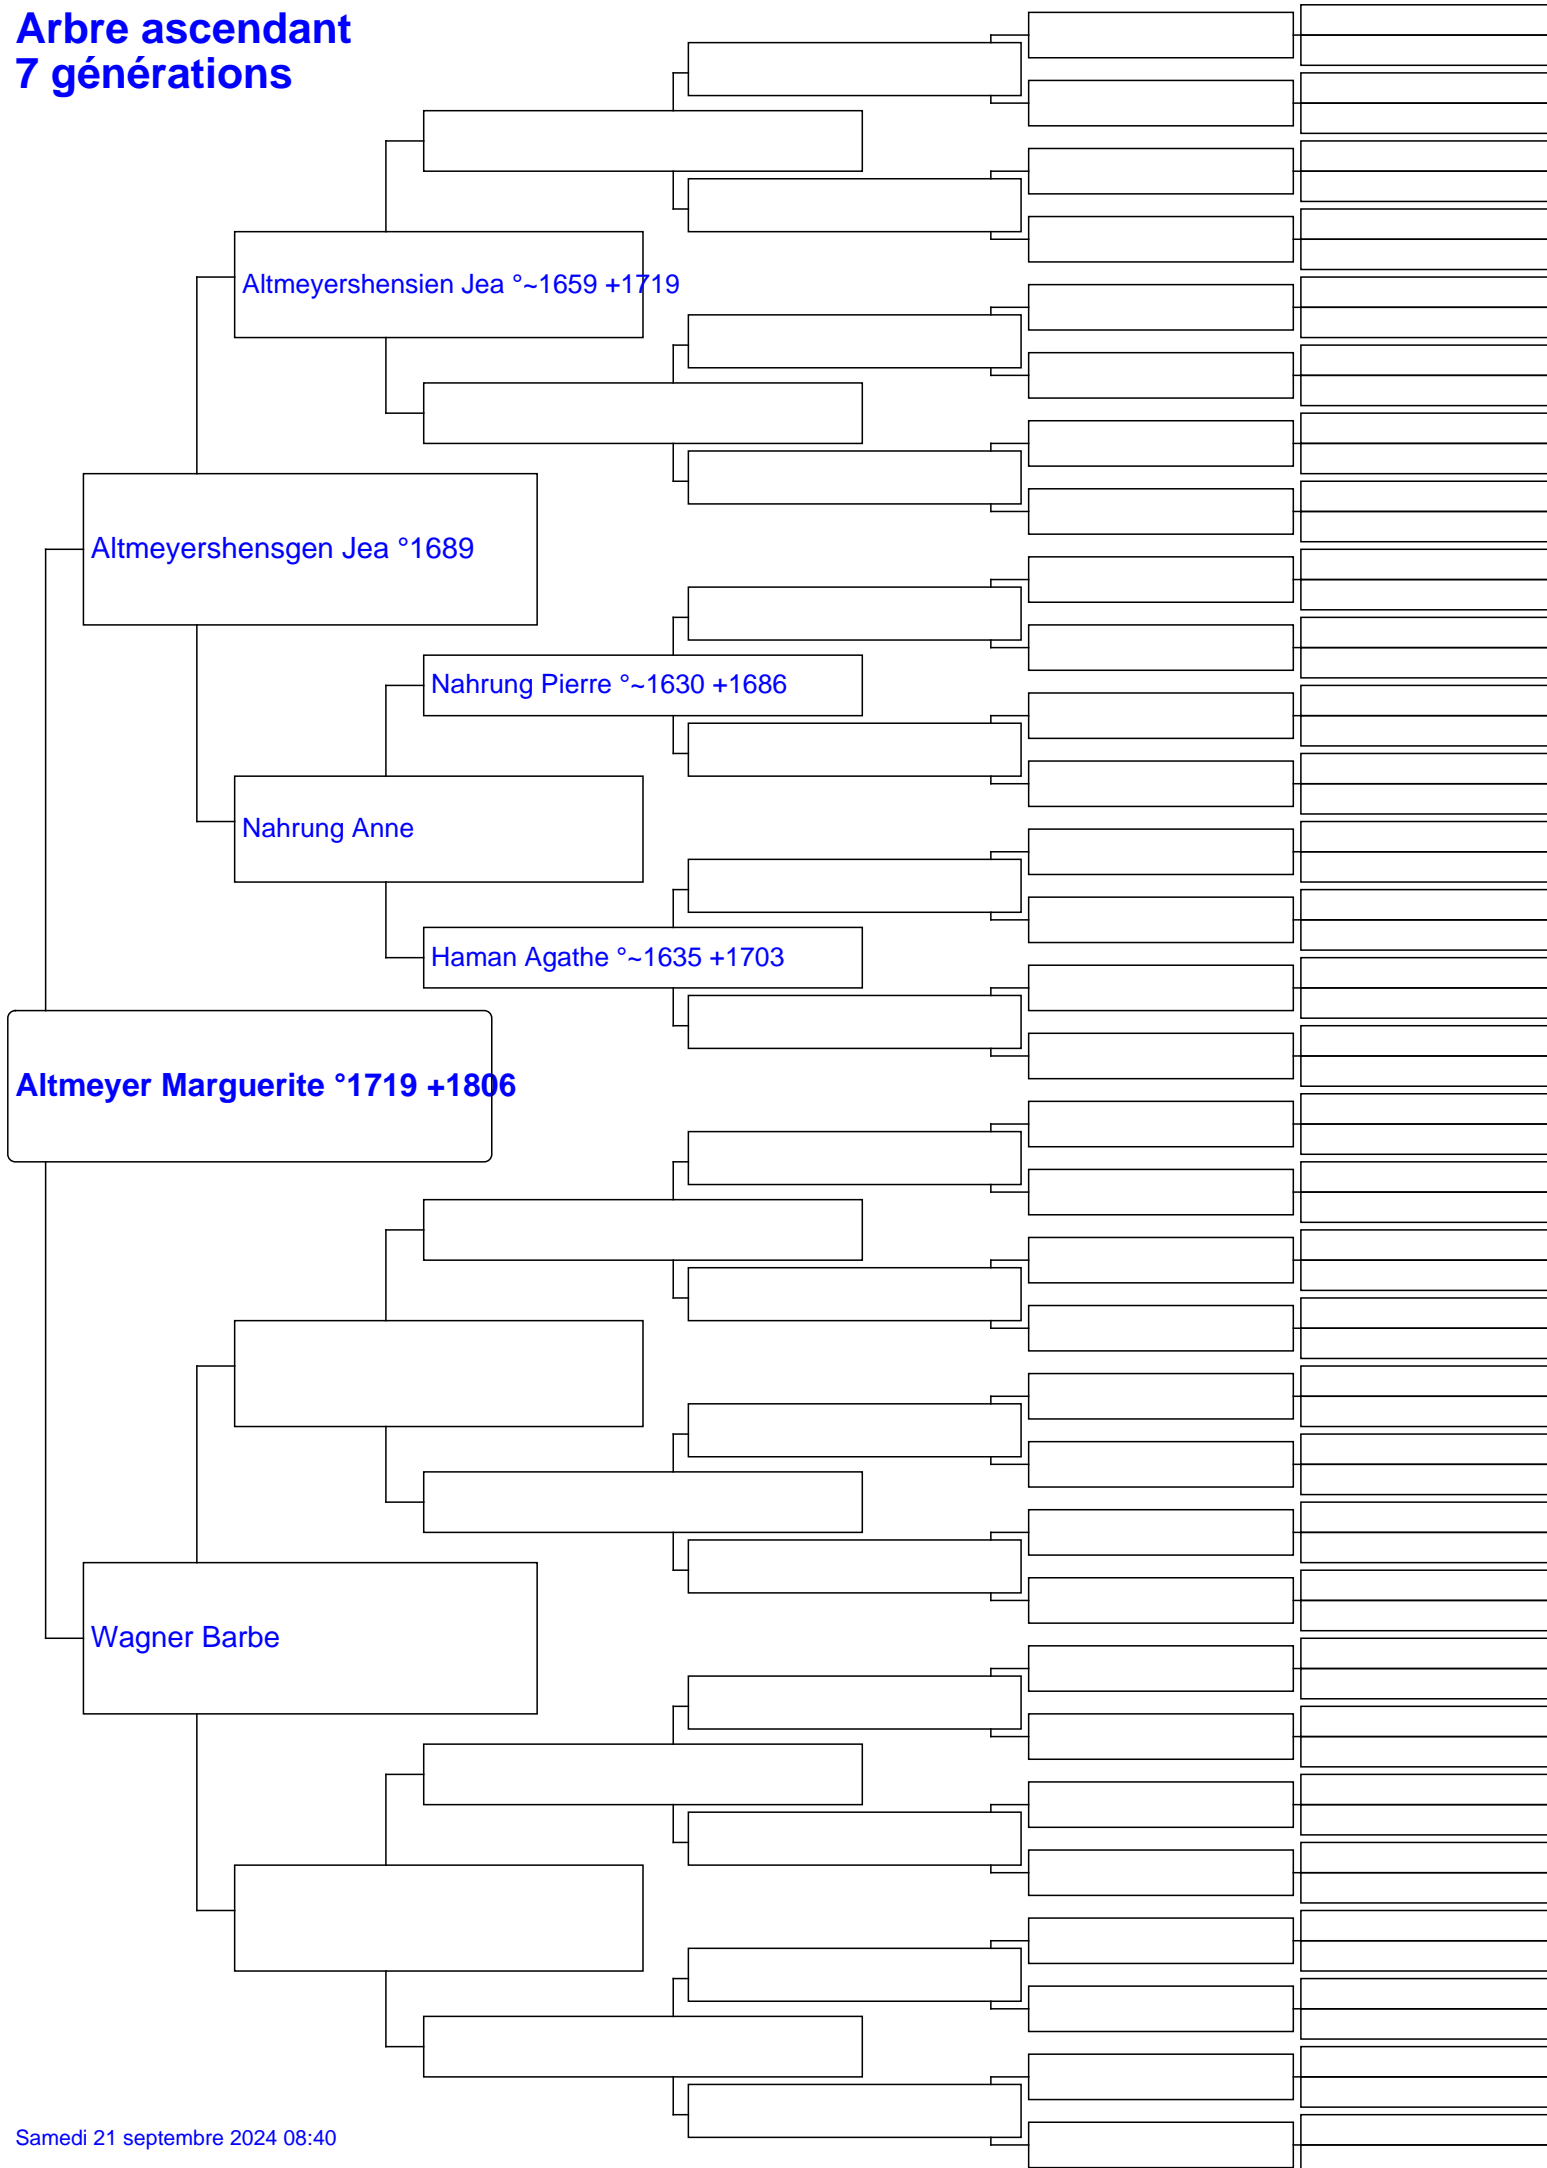 Arbre ascendant
7 générations
Altmeyershensien Jea °~1659 +1719
Altmeyershensgen Jea °1689
Nahrung Pierre °~1630 +1686
Nahrung Anne
Haman Agathe °~1635 +1703
Altmeyer Marguerite °1719 +1806
Wagner Barbe
Samedi 21 septembre 2024 08:40